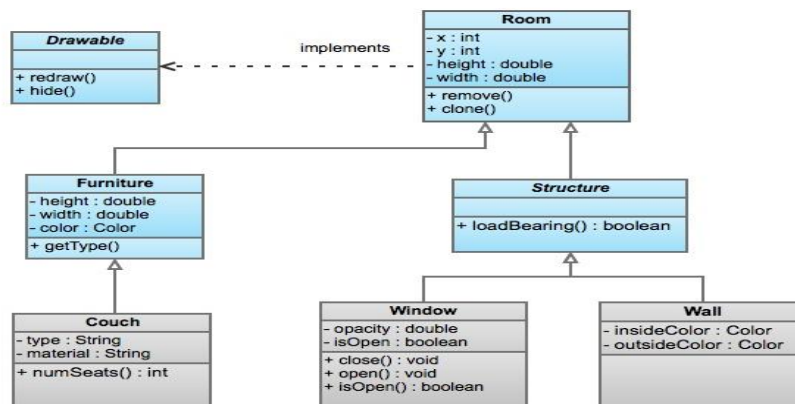 Drawable
+ redraw()
+ hide()
implements
Room
- x : int
- y : int
- height : double
- width : double
+ remove()
+ clone()
Furniture
- height : double
- width : double
- color : Color
+ getType()
Structure
+ loadBearing() : boolean
Couch
- type : String
- material : String
+ numSeats() : int
Window
- opacity : double
- isOpen : boolean
+ close() : void
+ open() : void
+ isOpen() : boolean
Wall
- insideColor : Color
- outsideColor : Color